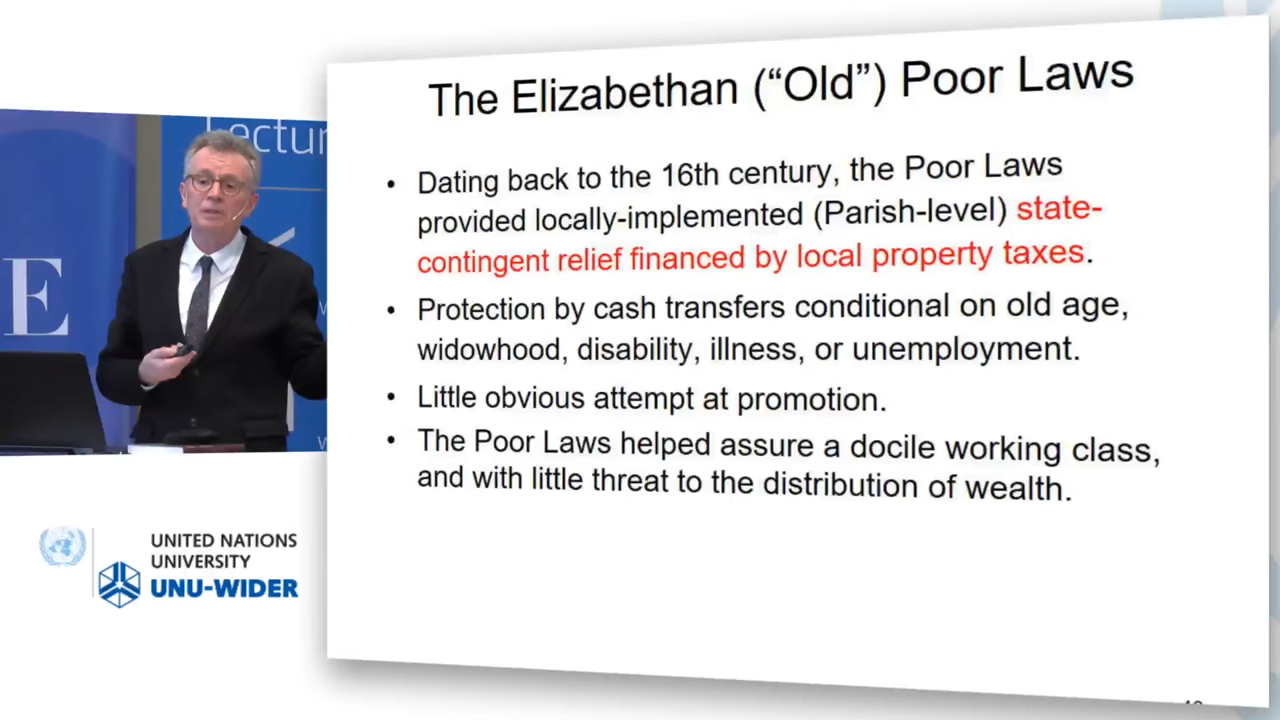 The Elizabethan (“Old”) Poor Laws
• Dating back to the 16th century, the Poor Laws
provided locally-implemented (Parish-level) state-
contingent relief financed by local property taxes.
• Protection by cash transfers conditional on old age,
widowhood, disability, illness, or unemployment.
• Little obvious attempt at promotion.
• The Poor Laws helped assure a docile working class,
and with little threat to the distribution of wealth.
Lectur
E
UNITED NATIONS
UNIVERSITY
UNU-WIDER